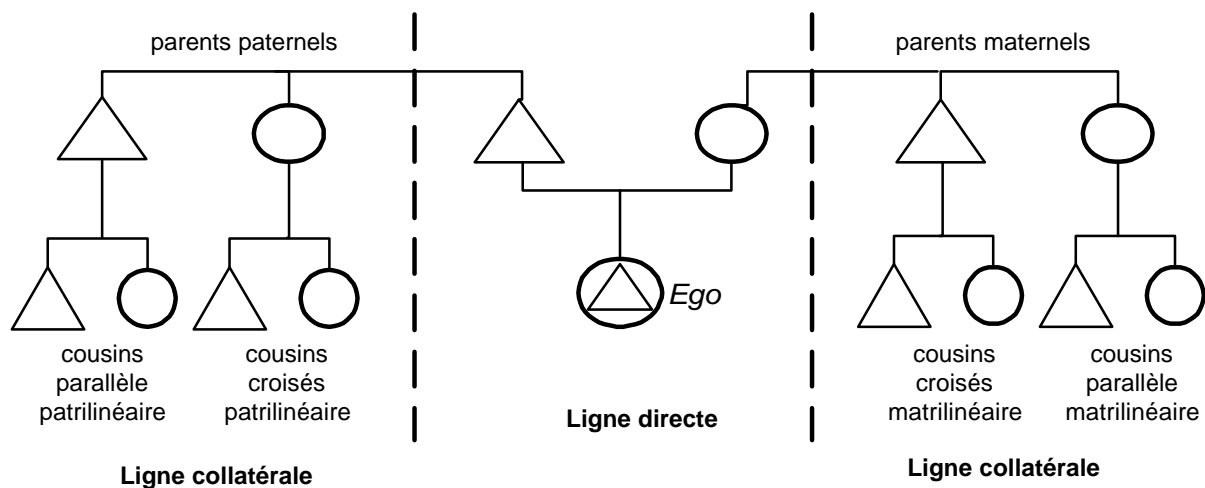 parents paternels
parents maternels
Ego
cousins
parallèle
patrilinéaire
cousins
croisés
patrilinéaire
cousins
croisés
matrilinéaire
cousins
parallèle
matrilinéaire
Ligne directe
Ligne collatérale
Ligne collatérale